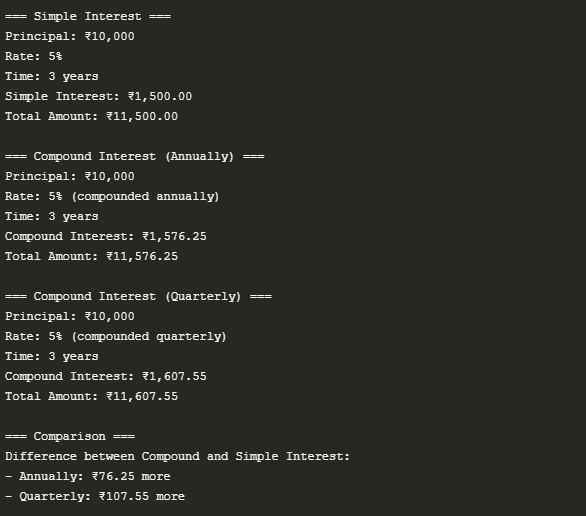 === Simple Interest ===
Principal: ₹10,000
Rate: 5%
Time: 3 years
Simple Interest: ₹1,500.00
Total Amount: ₹11,500.00

=== Compound Interest (Annually) ===
Principal: ₹10,000
Rate: 5% (compounded annually)
Time: 3 years
Compound Interest: ₹1,576.25
Total Amount: ₹11,576.25

=== Compound Interest (Quarterly) ===
Principal: ₹10,000
Rate: 5% (compounded quarterly)
Time: 3 years
Compound Interest: ₹1,607.55
Total Amount: ₹11,607.55

=== Comparison ===
Difference between Compound and Simple Interest:
- Annually: ₹76.25 more
- Quarterly: ₹107.55 more